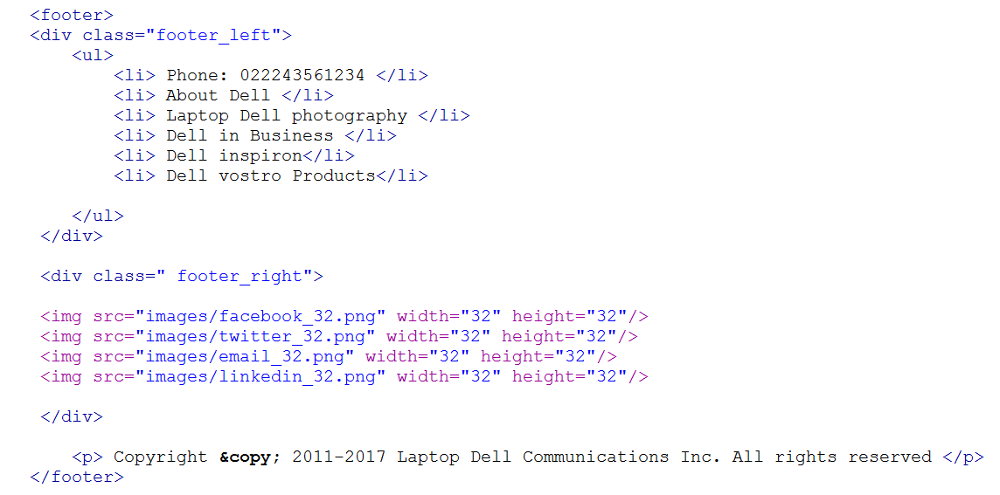 <footer>
<div class="footer_left">
<ul>
<li> Phone: 022243561234 </li>
<li> About Dell </li>
<li> Laptop Dell photography </li>
<li> Dell in Business </li>
<li> Dell inspiron</li>
<li> Dell vostro Products</li>
</ul>
</div>
<div class=" footer_right">
<img src="images/facebook_32.png" width="32" height="32"/>
<img src="images/twitter_32.png" width="32" height="32"/>
<img src="images/email_32.png" width="32" height="32"/>
<img src="images/linkedin_32.png" width="32" height="32"/>
</div>
<p> Copyright &copy; 2011-2017 Laptop Dell Communications Inc. All rights reserved </p>
</footer>